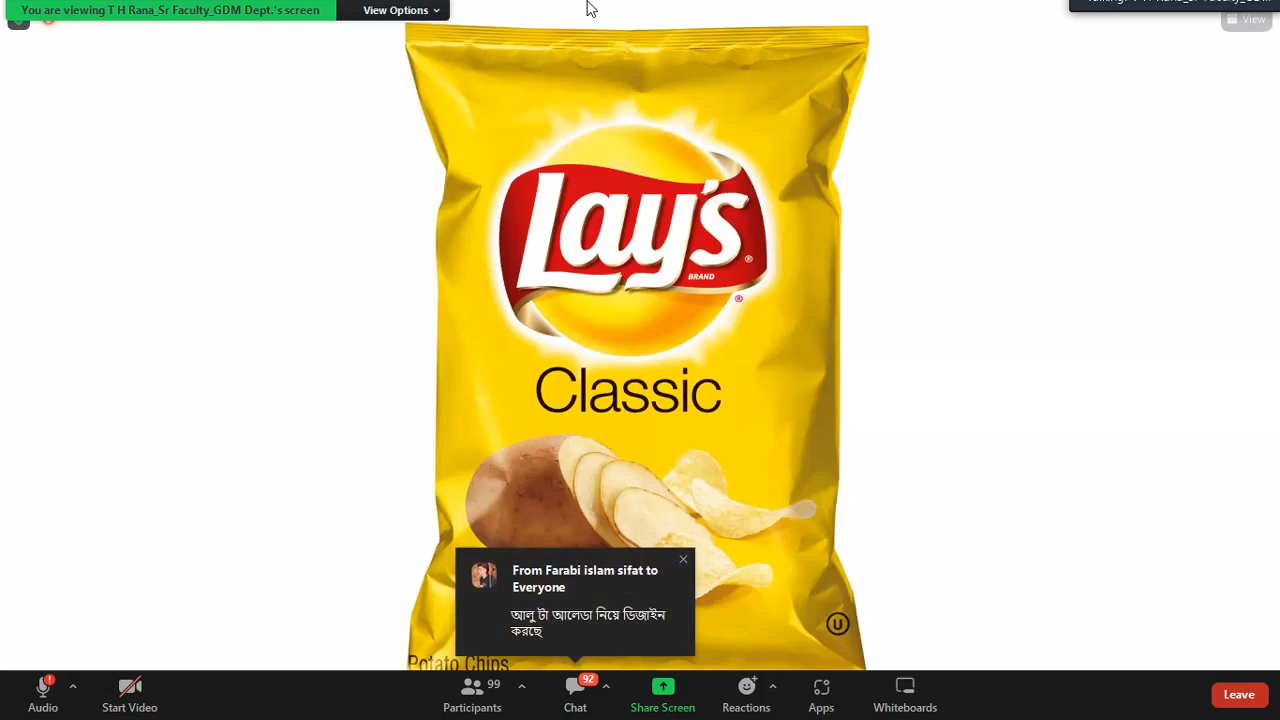 You are viewing T H Rana_Sr Faculty_GDM Dept.'s screen
View Options
View
Lay's
BRAND
Classic
From Farabi islam sifat to
Everyone
আলু টা আলেডা নিয়ে ডিজাইন
করছে
U
Potato Chips
Audio
Start Video
99
Participants
92
Chat
Share Screen
Reactions
Apps
Whiteboards
Leave